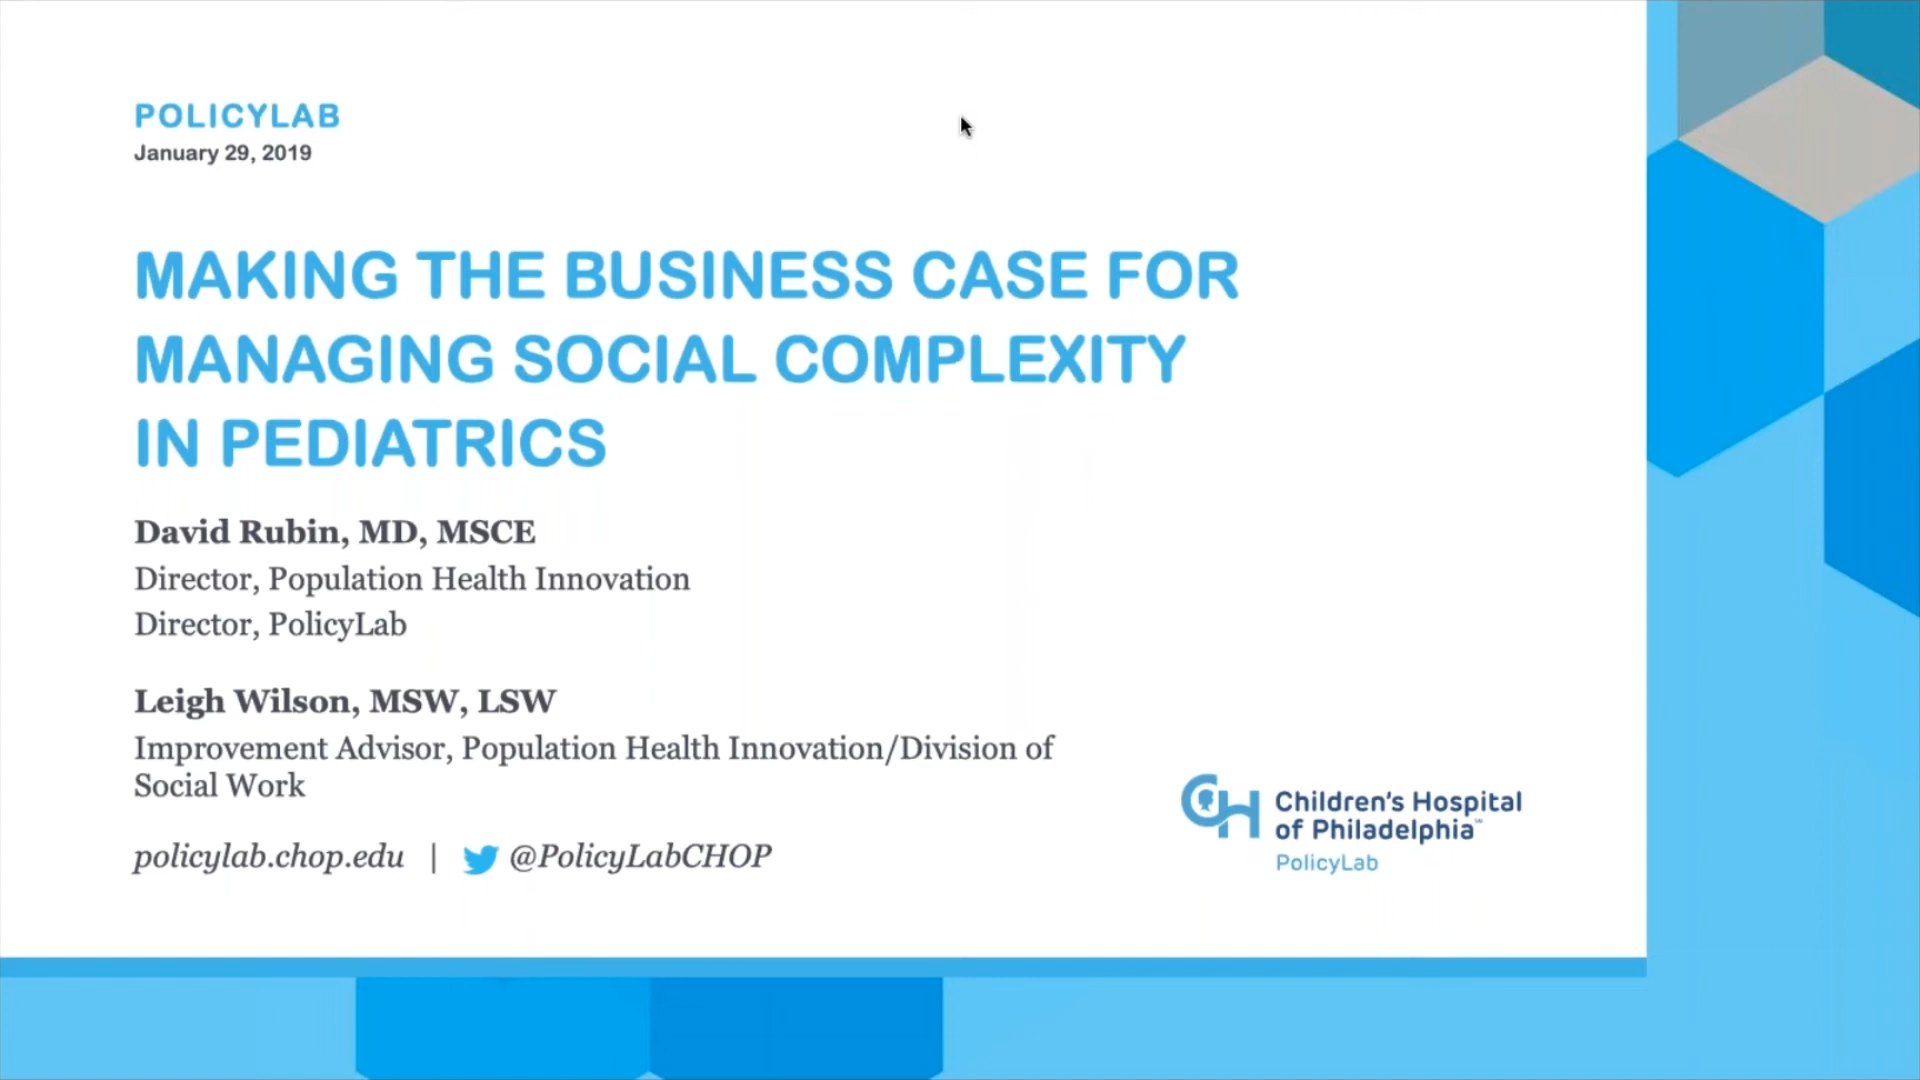 POLICYLAB
January 29, 2019
MAKING THE BUSINESS CASE FOR
MANAGING SOCIAL COMPLEXITY
IN PEDIATRICS
David Rubin, MD, MSCE
Director, Population Health Innovation
Director, PolicyLab
Leigh Wilson, MSW, LSW
Improvement Advisor, Population Health Innovation/Division of
Social Work
policylab.chop.edu | @PolicyLabCHOP
CH Children's Hospital
of Philadelphia℠
PolicyLab